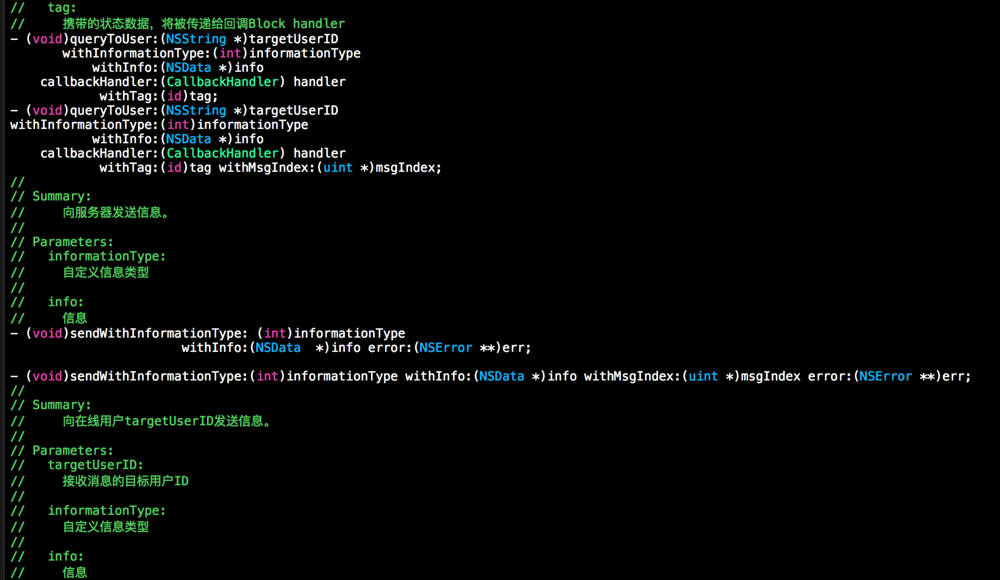 //   tag:
//     携带的状态数据，将被传递给回调Block handler
- (void)queryToUser:(NSString *)targetUserID
       withInformationType:(int)informationType
           withInfo:(NSData *)info
    callbackHandler:(CallbackHandler) handler
            withTag:(id)tag;
- (void)queryToUser:(NSString *)targetUserID
withInformationType:(int)informationType
           withInfo:(NSData *)info
    callbackHandler:(CallbackHandler) handler
            withTag:(id)tag withMsgIndex:(uint *)msgIndex;
//
// Summary:
//     向服务器发送信息。
//
// Parameters:
//   informationType:
//     自定义信息类型
//
//   info:
//     信息
- (void)sendWithInformationType: (int)informationType
                       withInfo:(NSData  *)info error:(NSError **)err;

- (void)sendWithInformationType:(int)informationType withInfo:(NSData *)info withMsgIndex:(uint *)msgIndex error:(NSError **)err;
//
// Summary:
//     向在线用户targetUserID发送信息。
//
// Parameters:
//   targetUserID:
//     接收消息的目标用户ID
//
//   informationType:
//     自定义信息类型
//
//   info:
//     信息